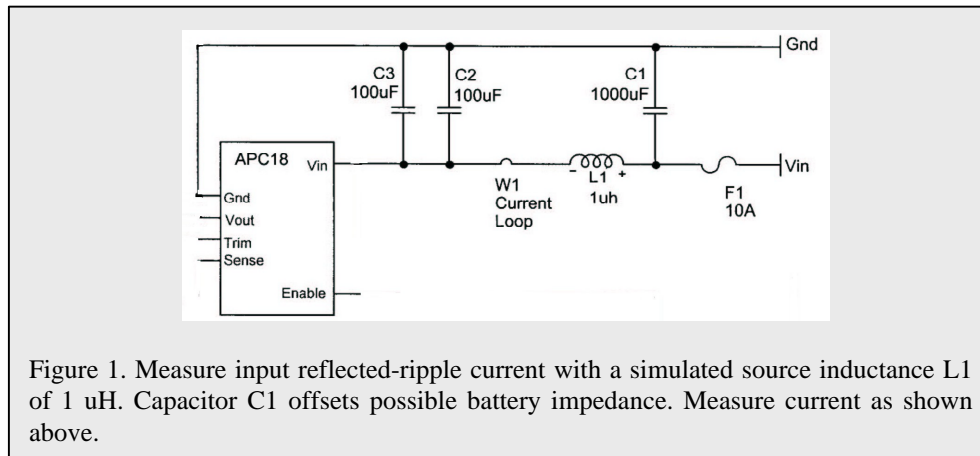 Gnd
C3
100uF
C2
100uF
C1
1000uF
APC18
Vin
Gnd
Vout
Trim
Sense
Enable
W1
Current
Loop
- L1 +
1uh
F1
10A
Vin
Figure 1. Measure input reflected-ripple current with a simulated source inductance L1
of 1 uH. Capacitor C1 offsets possible battery impedance. Measure current as shown
above.